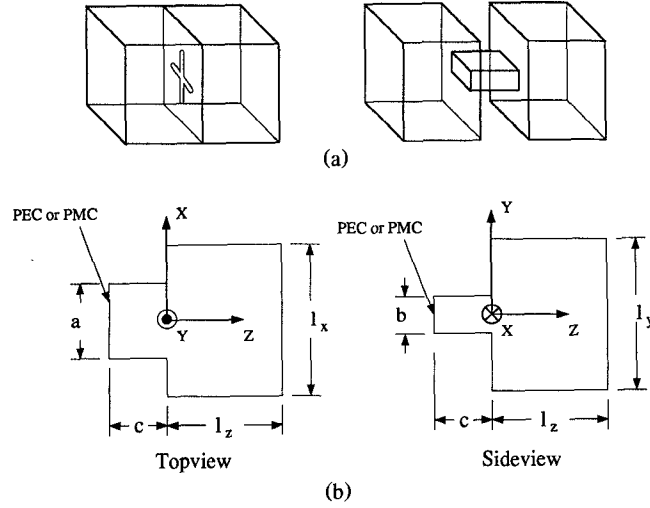 (a)
PEC or PMC
X
a
Y
Z
l x
c
l z
Topview
PEC or PMC
Y
b
X
Z
l y
c
l z
Sideview
(b)